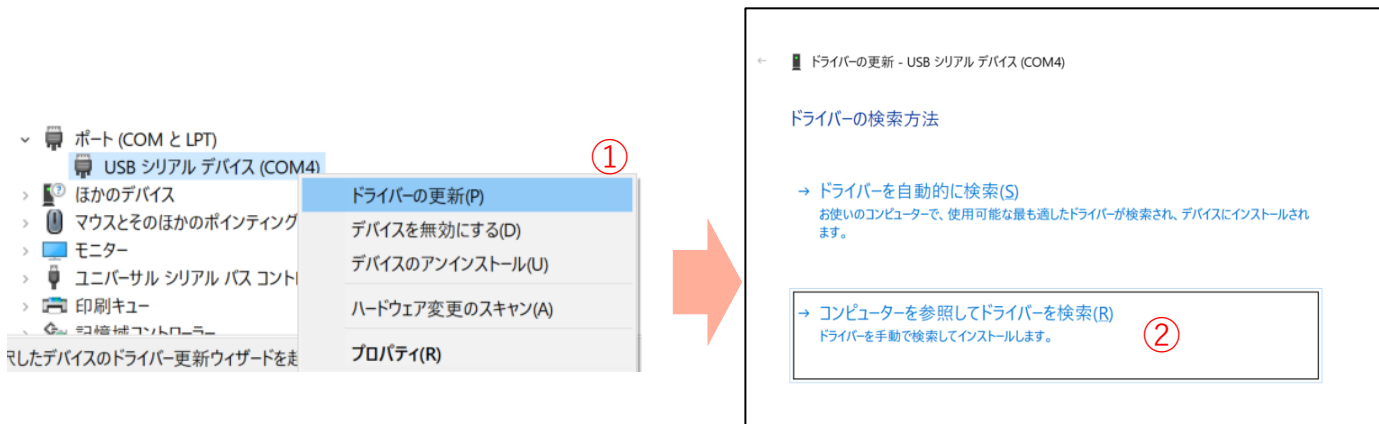 ポート (COM と LPT)
USB シリアル デバイス (COM4)
ほかのデバイス
マウスとそのほかのポインティング
モニター
ユニバーサル シリアル バス コント
印刷キュー
記憶域コントローラー
択したデバイスのドライバー更新ウィザードを起
①
ドライバーの更新(P)
デバイスを無効にする(D)
デバイスのアンインストール(U)
ハードウェア変更のスキャン(A)
プロパティ(R)
ドライバーの更新 - USB シリアル デバイス (COM4)
ドライバーの検索方法
→ ドライバーを自動的に検索(S)
お使いのコンピューターで、使用可能な最も適したドライバーが検索され、デバイスにインストールされ
ます。
→ コンピューターを参照してドライバーを検索(R)
ドライバーを手動で検索してインストールします。
②